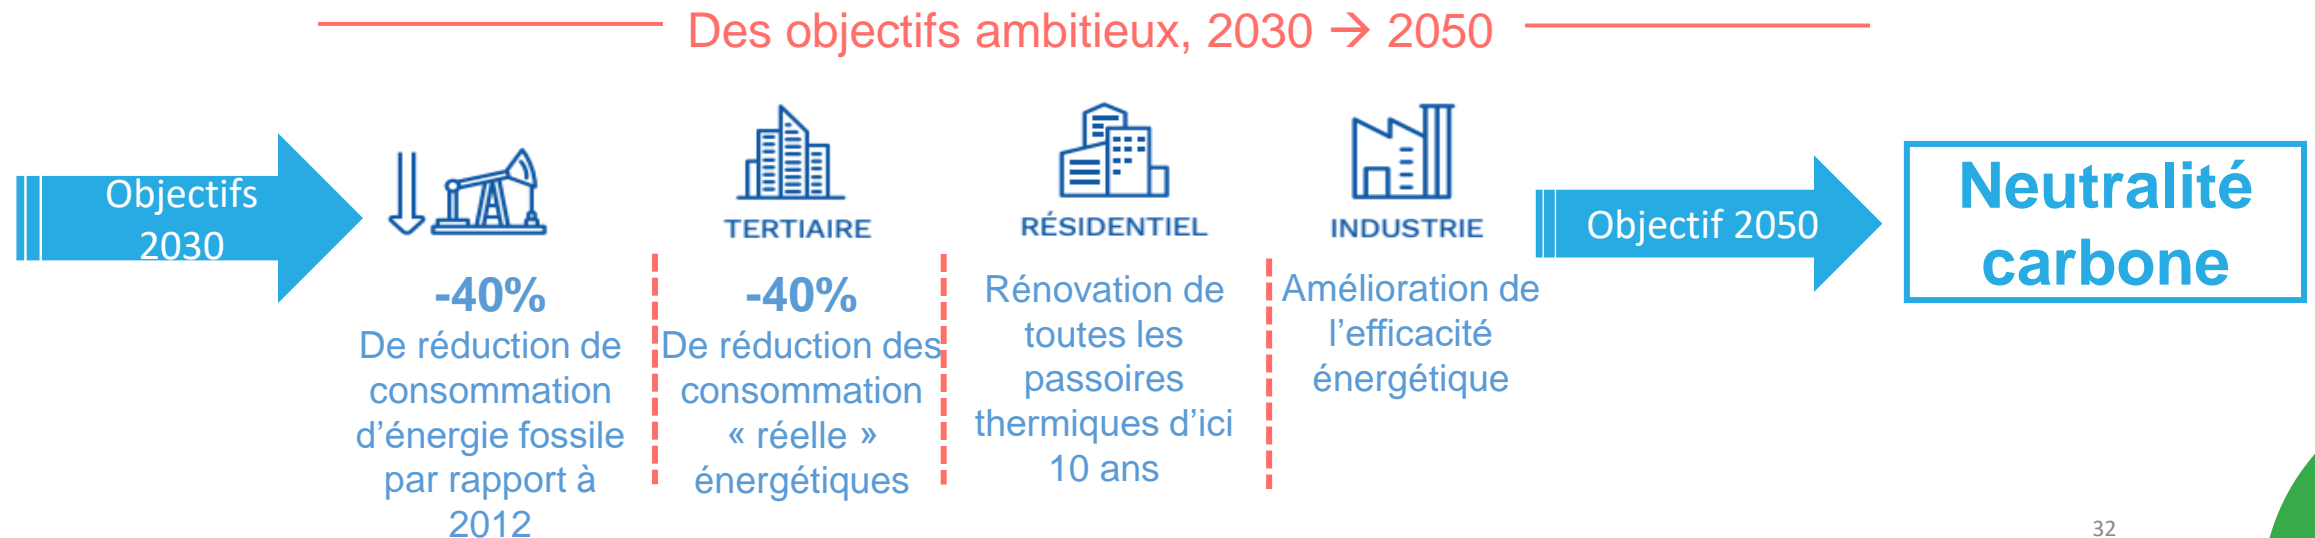 Des objectifs ambitieux, 2030 → 2050
Objectifs
2030
-40%
De réduction de
consommation
d’énergie fossile
par rapport à
2012
TERTIAIRE
-40%
De réduction des
consommation
« réelle »
énergétiques
RÉSIDENTIEL
Rénovation de
toutes les
passoires
thermiques d’ici
10 ans
INDUSTRIE
Amélioration de
l’efficacité
énergétique
Objectif 2050
Neutralité
carbone
32